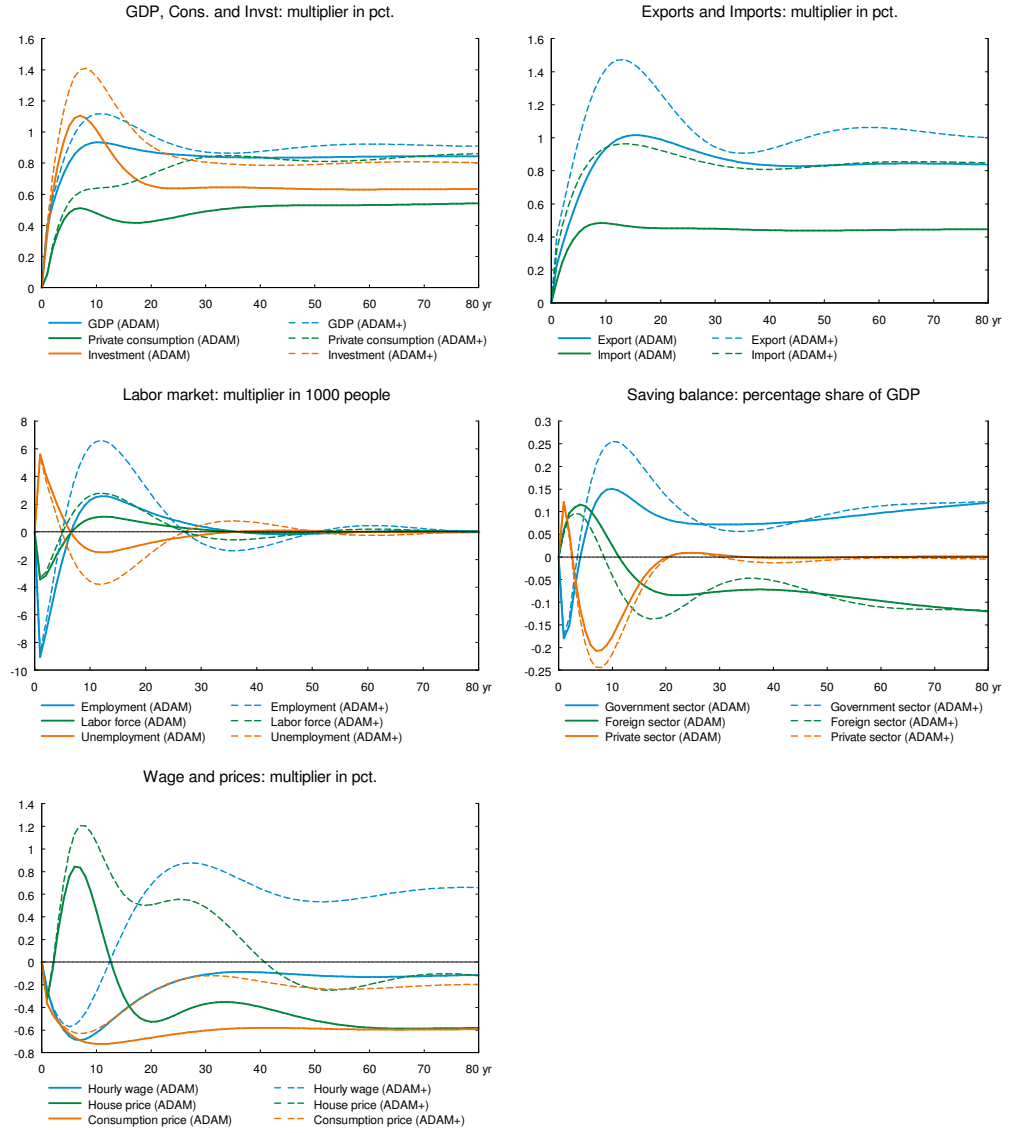 GDP, Cons. and Invst: multiplier in pct.
1.6
1.4
1.2
1
0.8
0.6
0.4
0.2
0
0 10 20 30 40 50 60 70 80 yr
GDP (ADAM) GDP (ADAM+)
Private consumption (ADAM) Private consumption (ADAM+)
Investment (ADAM) Investment (ADAM+)
Exports and Imports: multiplier in pct.
1.6
1.4
1.2
1
0.8
0.6
0.4
0.2
0
0 10 20 30 40 50 60 70 80 yr
Export (ADAM) Export (ADAM+)
Import (ADAM) Import (ADAM+)
Labor market: multiplier in 1000 people
8
6
4
2
0
-2
-4
-6
-8
-10
0 10 20 30 40 50 60 70 80 yr
Employment (ADAM) Employment (ADAM+)
Labor force (ADAM) Labor force (ADAM+)
Unemployment (ADAM) Unemployment (ADAM+)
Saving balance: percentage share of GDP
0.3
0.25
0.2
0.15
0.1
0.05
0
-0.05
-0.1
-0.15
-0.2
-0.25
0 10 20 30 40 50 60 70 80 yr
Government sector (ADAM) Government sector (ADAM+)
Foreign sector (ADAM) Foreign sector (ADAM+)
Private sector (ADAM) Private sector (ADAM+)
Wage and prices: multiplier in pct.
1.4
1.2
1
0.8
0.6
0.4
0.2
0
-0.2
-0.4
-0.6
-0.8
0 10 20 30 40 50 60 70 80 yr
Hourly wage (ADAM) Hourly wage (ADAM+)
House price (ADAM) House price (ADAM+)
Consumption price (ADAM) Consumption price (ADAM+)